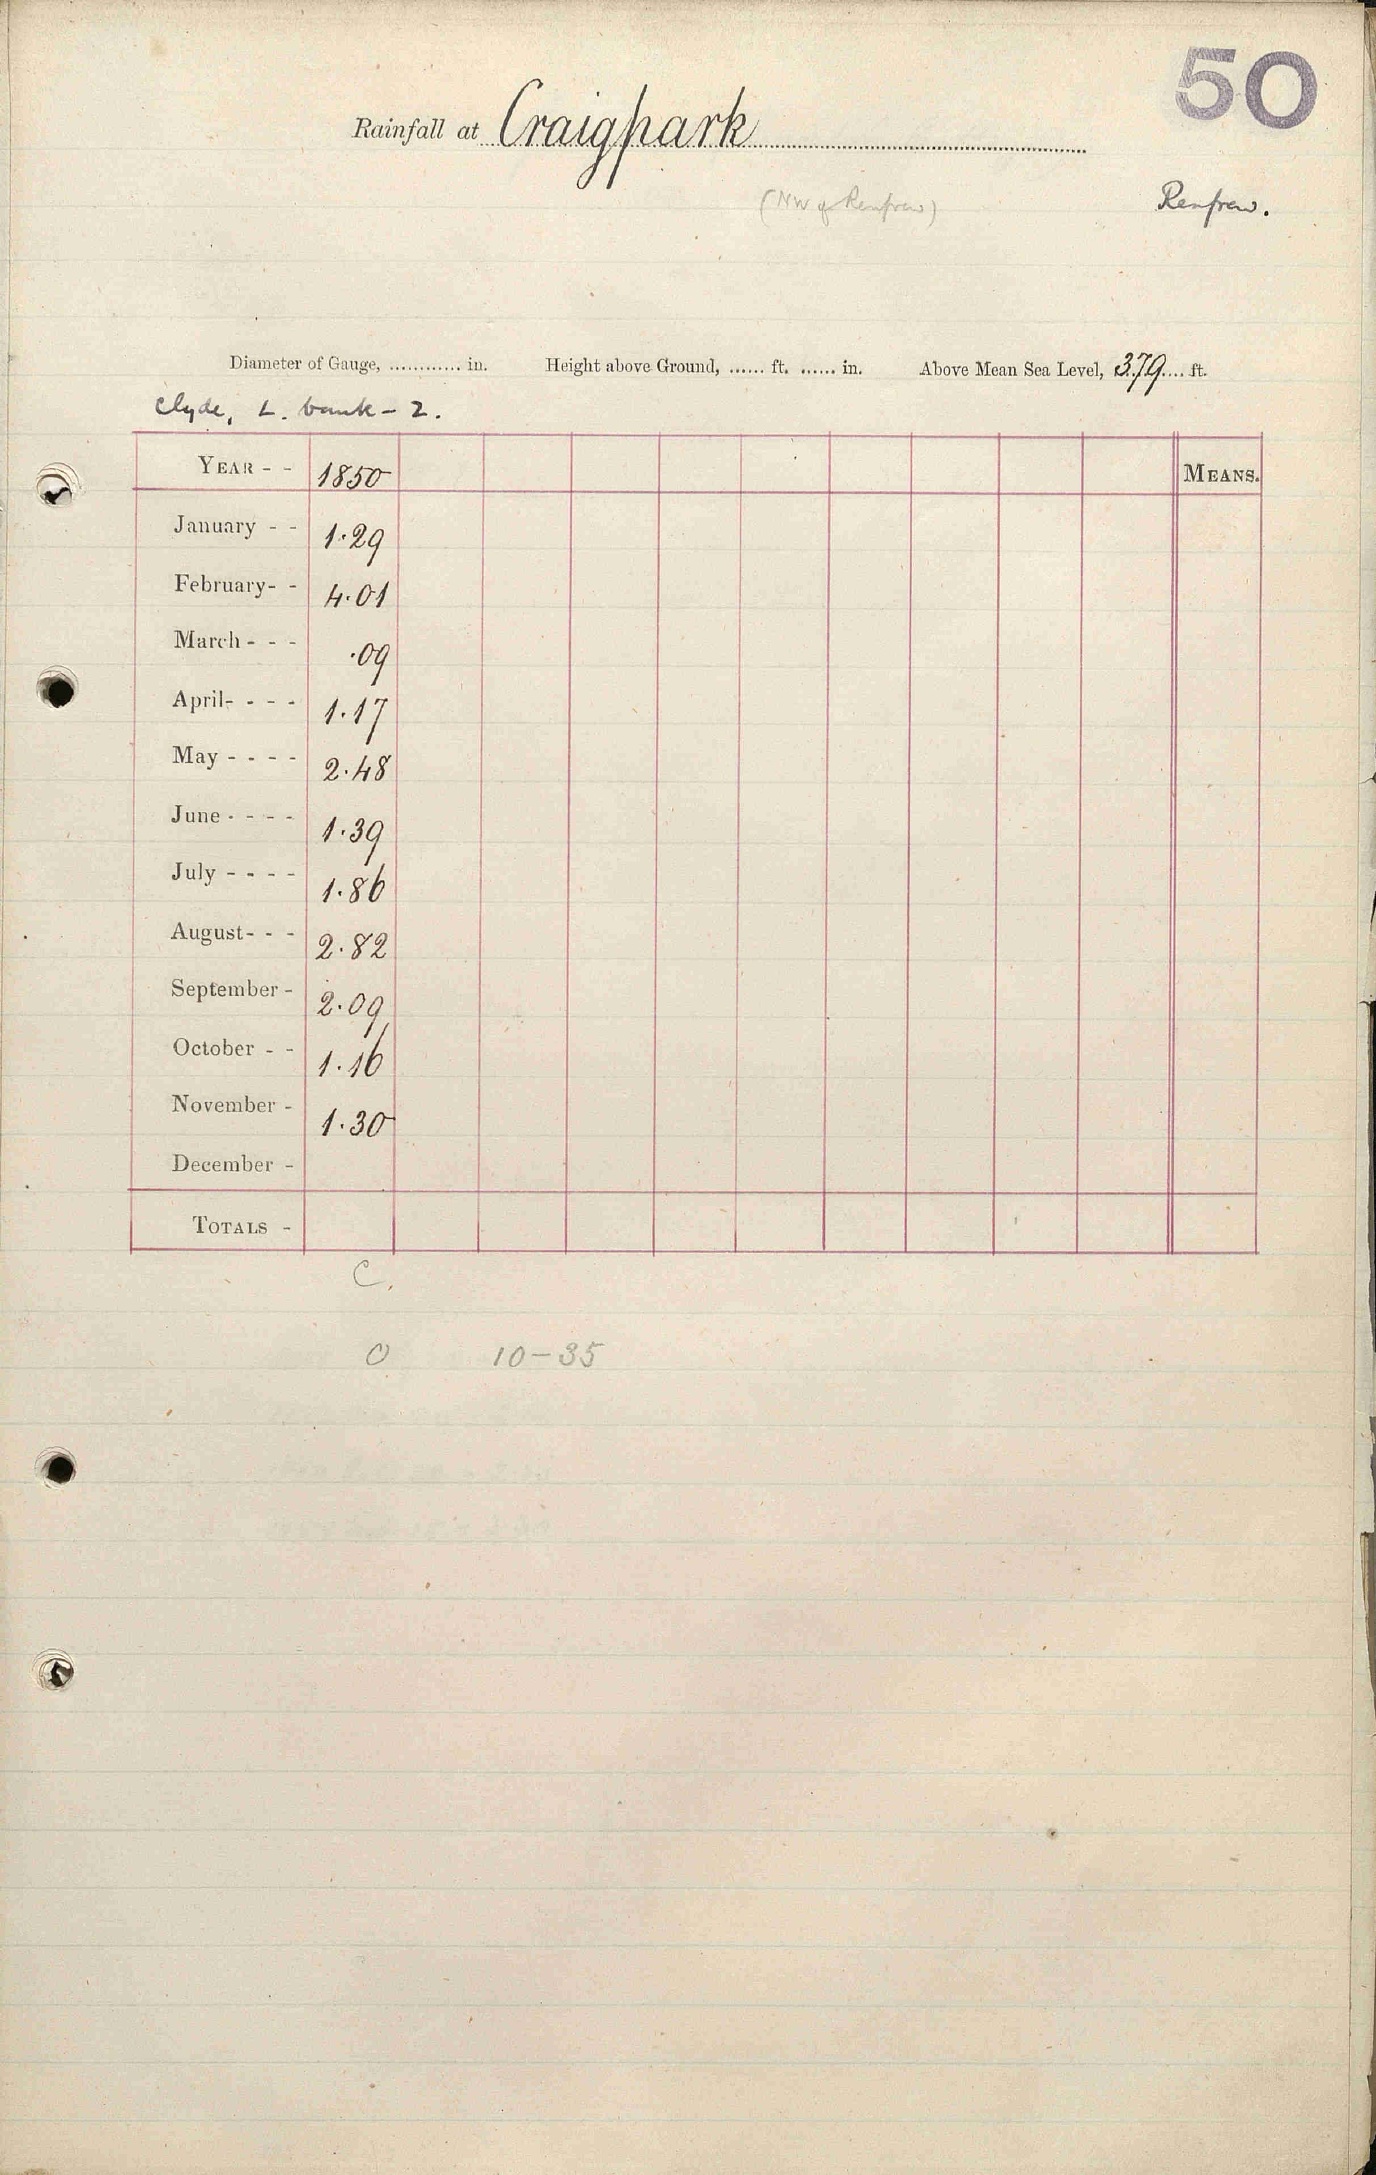 50
Rainfall at Craigpark
(NW of Renfrew) Renfrew.
Diameter of Gauge, ............ in. Height above Ground, ...... ft. ...... in. Above Mean Sea Level, 379.... ft.
Clyde, L. bank - 2.
YEAR - - 1850 MEANS.
January - - 1.29
February - - 4.01
March - - - .09
April - - - - 1.17
May - - - - 2.48
June - - - - 1.39
July - - - - 1.86
August - - - 2.82
September - 2.09
October - - 1.16
November - 1.30
December -
TOTALS -
C.
0 10-35